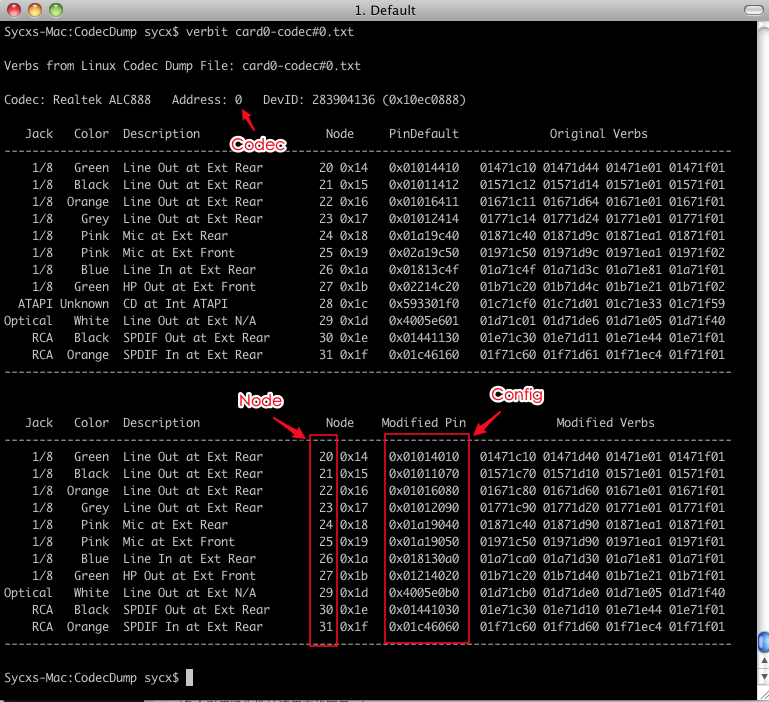 1. Default
Sycxs-Mac:CodecDump sycx$ verbit card0-codec#0.txt
Verbs from Linux Codec Dump File: card0-codec#0.txt
Codec: Realtek ALC888   Address: 0   DevID: 283904136 (0x10ec0888)
Codec
Jack   Color  Description   Node   PinDefault   Original Verbs
1/8   Green  Line Out at Ext Rear   20 0x14   0x01014410   01471c10 01471d44 01471e01 01471f01
1/8   Black  Line Out at Ext Rear   21 0x15   0x01011412   01571c12 01571d14 01571e01 01571f01
1/8   Orange  Line Out at Ext Rear   22 0x16   0x01016411   01671c11 01671d64 01671e01 01671f01
1/8   Grey  Line Out at Ext Rear   23 0x17   0x01012414   01771c14 01771d24 01771e01 01771f01
1/8   Pink  Mic at Ext Rear   24 0x18   0x01a19c40   01871c40 01871d9c 01871ea1 01871f01
1/8   Pink  Mic at Ext Front   25 0x19   0x02a19c50   01971c50 01971d9c 01971ea1 01971f02
1/8   Blue  Line In at Ext Rear   26 0x1a   0x01813c4f   01a71c4f 01a71d3c 01a71e81 01a71f01
1/8   Green  HP Out at Ext Front   27 0x1b   0x02214c20   01b71c20 01b71d4c 01b71e21 01b71f02
ATAPI Unknown  CD at Int ATAPI   28 0x1c   0x593301f0   01c71cf0 01c71d01 01c71e33 01c71f59
Optical   White  Line Out at Ext N/A   29 0x1d   0x4005e601   01d71c01 01d71de6 01d71e05 01d71f40
RCA   Black  SPDIF Out at Ext Rear   30 0x1e   0x01441130   01e71c30 01e71d11 01e71e44 01e71f01
RCA   Orange  SPDIF In at Ext Rear   31 0x1f   0x01c46160   01f71c60 01f71d61 01f71ec4 01f71f01
Node
Config
Jack   Color  Description   Node   Modified Pin   Modified Verbs
1/8   Green  Line Out at Ext Rear   20 0x14   0x01014010   01471c10 01471d40 01471e01 01471f01
1/8   Black  Line Out at Ext Rear   21 0x15   0x01011070   01571c70 01571d10 01571e01 01571f01
1/8   Orange  Line Out at Ext Rear   22 0x16   0x01016080   01671c80 01671d60 01671e01 01671f01
1/8   Grey  Line Out at Ext Rear   23 0x17   0x01012090   01771c90 01771d20 01771e01 01771f01
1/8   Pink  Mic at Ext Rear   24 0x18   0x01a19040   01871c40 01871d90 01871ea1 01871f01
1/8   Pink  Mic at Ext Front   25 0x19   0x01a19050   01971c50 01971d90 01971ea1 01971f01
1/8   Blue  Line In at Ext Rear   26 0x1a   0x018130a0   01a71ca0 01a71d30 01a71e81 01a71f01
1/8   Green  HP Out at Ext Front   27 0x1b   0x01214020   01b71c20 01b71d40 01b71e21 01b71f01
Optical   White  Line Out at Ext N/A   29 0x1d   0x4005e0b0   01d71cb0 01d71de0 01d71e05 01d71f40
RCA   Black  SPDIF Out at Ext Rear   30 0x1e   0x01441030   01e71c30 01e71d10 01e71e44 01e71f01
RCA   Orange  SPDIF In at Ext Rear   31 0x1f   0x01c46060   01f71c60 01f71d60 01f71ec4 01f71f01
Sycxs-Mac:CodecDump sycx$